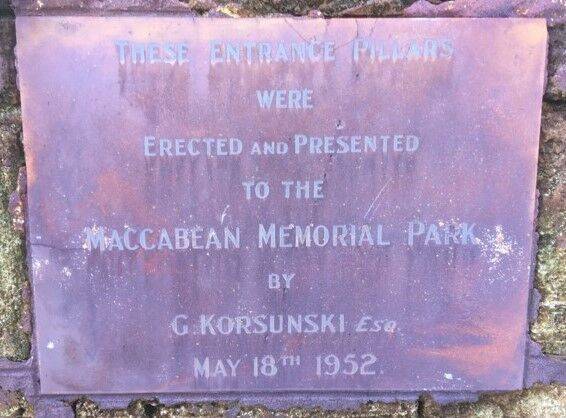 THESE ENTRANCE PILLARS
WERE
ERECTED AND PRESENTED
TO THE
MACCABEAN MEMORIAL PARK
BY
G. KORSUNSKI Esq.
MAY 18TH 1952.